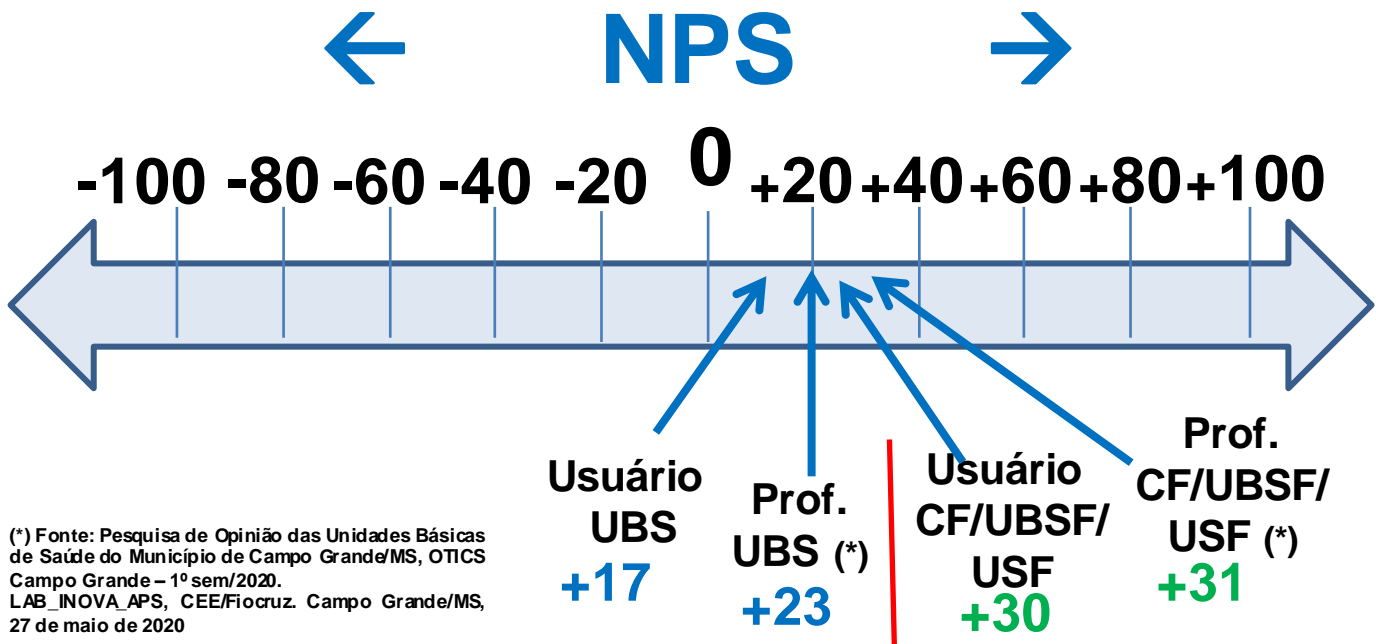 ← NPS →
-100 -80 -60 -40 -20 0 +20 +40 +60 +80 +100
Usuário
UBS
+17
Prof.
UBS (*)
+23
Usuário
CF/UBSF/
USF
+30
Prof.
CF/UBSF/
USF (*)
+31
(*) Fonte: Pesquisa de Opinião das Unidades Básicas
de Saúde do Município de Campo Grande/MS, OTICS
Campo Grande – 1º sem/2020.
LAB_INOVA_APS, CEE/Fiocruz. Campo Grande/MS,
27 de maio de 2020